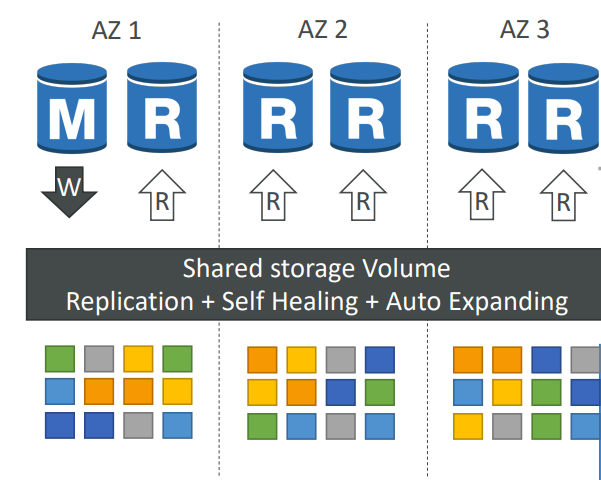 AZ 1
AZ 2
AZ 3
M
R
R
R
R
R
W
R
R
R
R
R
Shared storage Volume
Replication + Self Healing + Auto Expanding